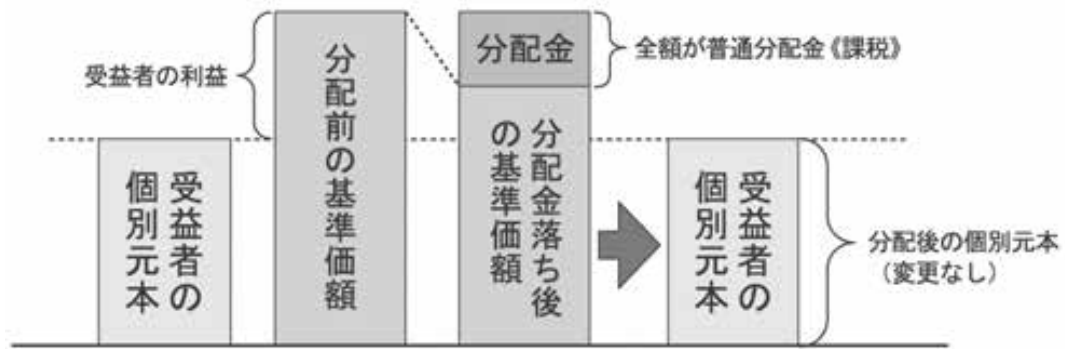 受益者の利益
分配前の基準価額
分配金
全額が普通分配金《課税》
受益者の
個別元本
分配金落ち後
の基準価額
受益者の
個別元本
分配後の個別元本
（変更なし）